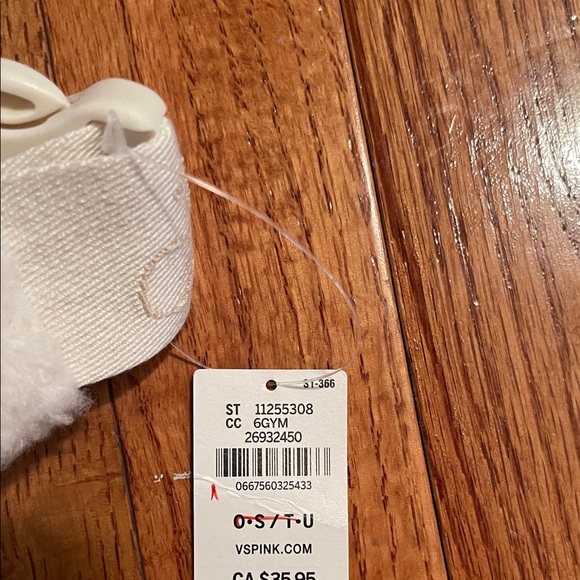 ST-366
ST 11255308
CC 6GYM
26932450
0667560325433
O•S/T•U
VSPINK.COM
CA $35.95